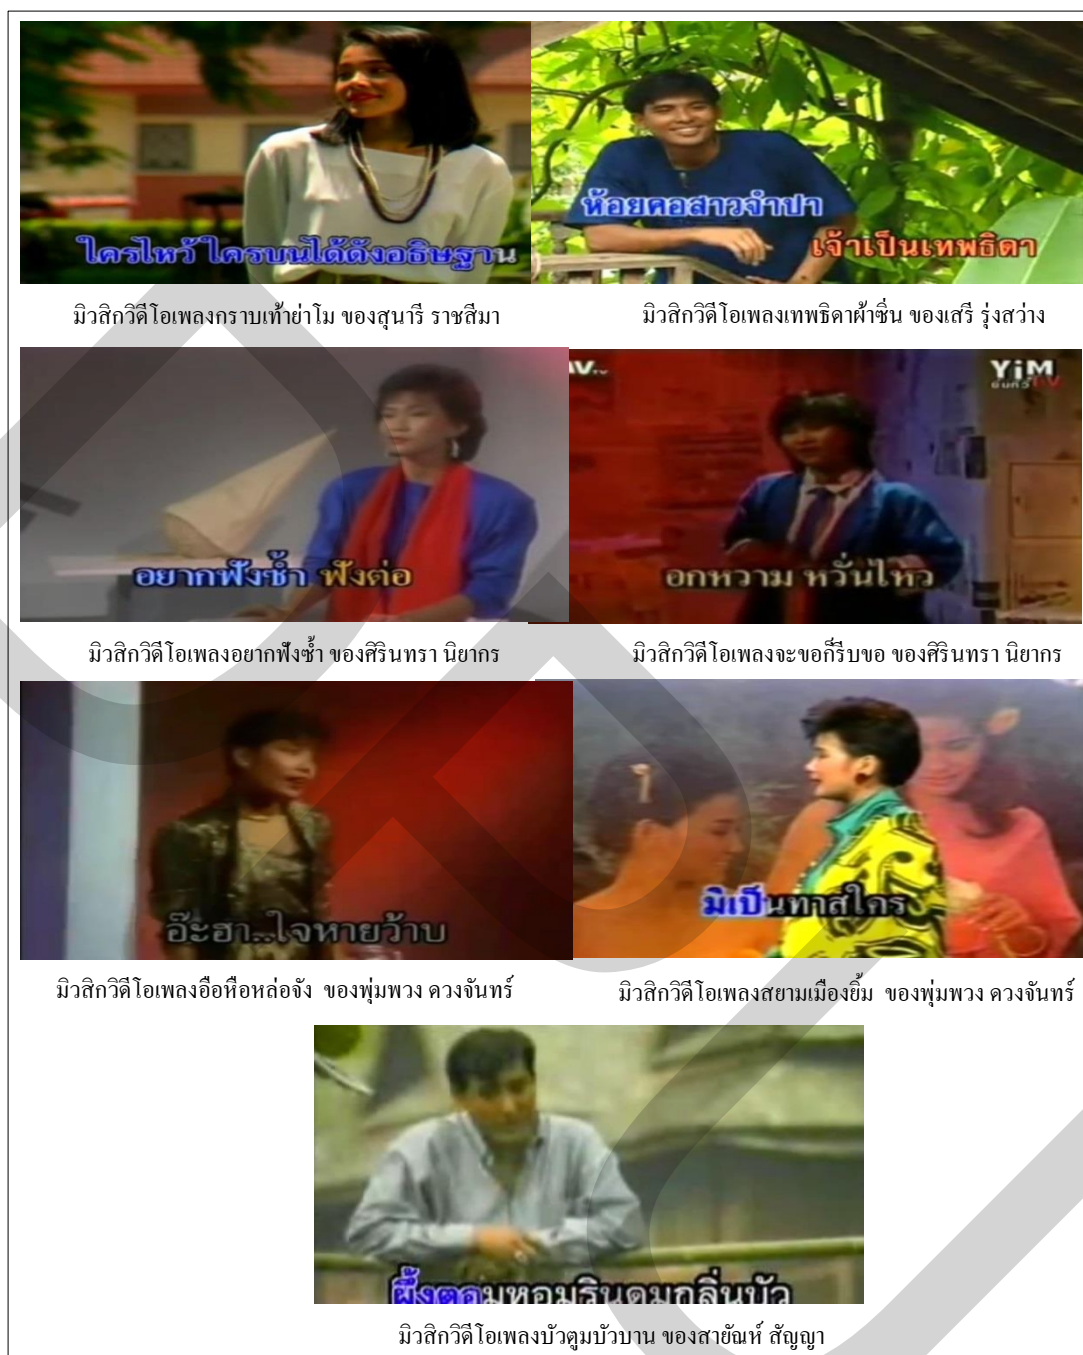 ใครไหว้ ใครบนได้ดังอธิษฐาน
ห้อยคอสาวจำปา
เจ้าเป็นเทพธิดา
มิวสิกวิดีโอเพลงกราบเท้าย่าโม ของสุนารี ราชสีมา
มิวสิกวิดีโอเพลงเทพธิดาผ้าซิ่น ของเสรี รุ่งสว่าง
อยากฟังซ้ำ ฟังต่อ
YiM
ยิ้มทีวี TV
อกหวาม หวั่นไหว
มิวสิกวิดีโอเพลงอยากฟังซ้ำ ของศิรินทรา นิยากร
มิวสิกวิดีโอเพลงจะขอก็รีบขอ ของศิรินทรา นิยากร
อ๊ะฮา...ใจหายว้าบ
มิเป็นทาสใคร
มิวสิกวิดีโอเพลงอื้อหือหล่อจัง ของพุ่มพวง ดวงจันทร์
มิวสิกวิดีโอเพลงสยามเมืองยิ้ม ของพุ่มพวง ดวงจันทร์
ผึ้งตอมหอมรินดมกลิ่นบัว
มิวสิกวิดีโอเพลงบัวตูมบัวบาน ของสายัณห์ สัญญา